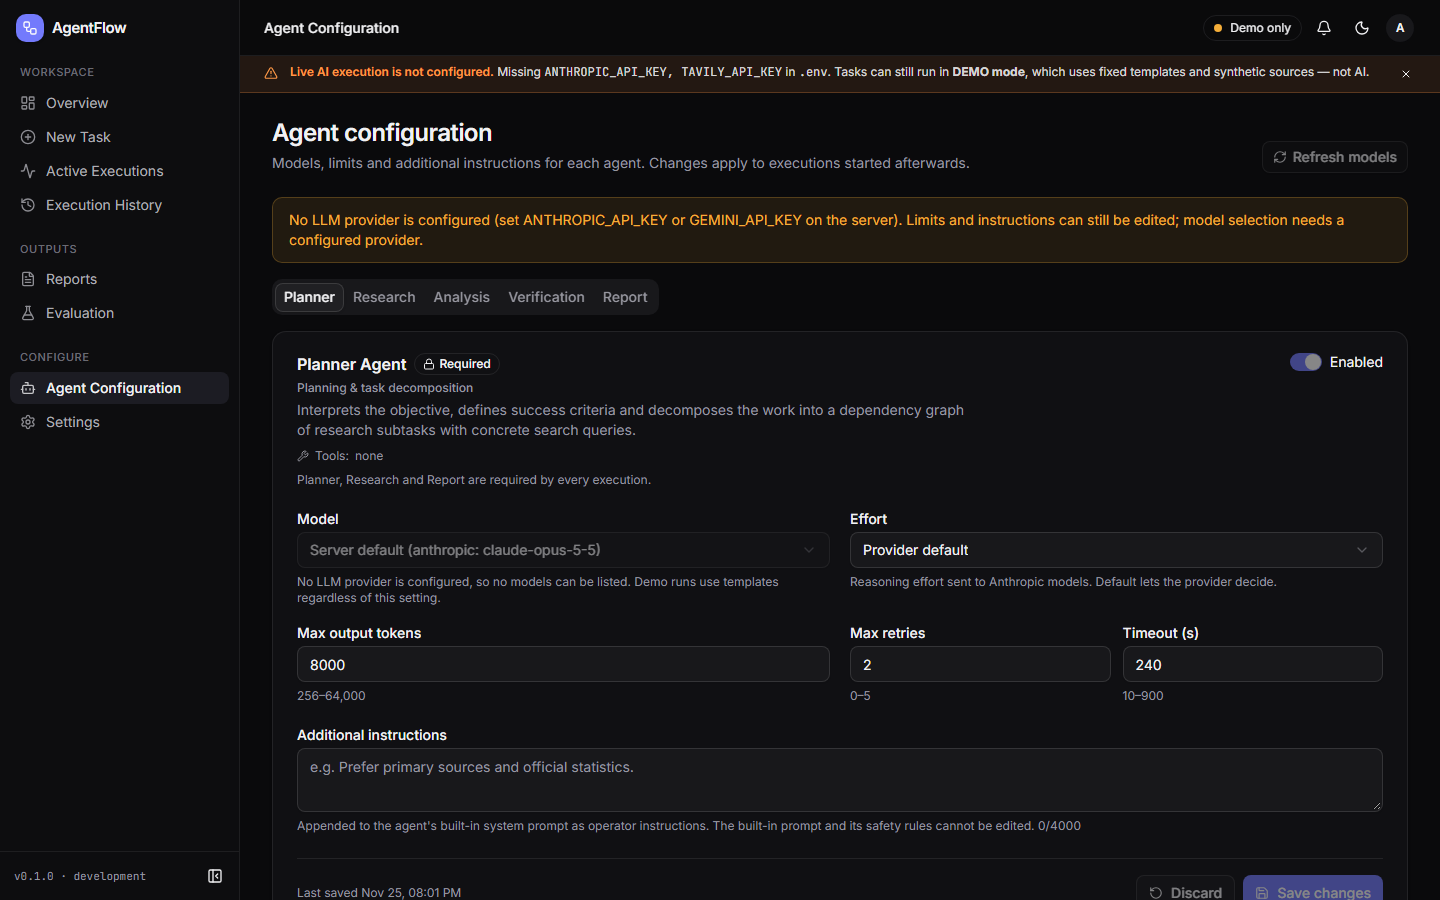 AgentFlow
WORKSPACE
Overview
New Task
Active Executions
Execution History
OUTPUTS
Reports
Evaluation
CONFIGURE
Agent Configuration
Settings
v0.1.0 · development
Agent Configuration
Demo only
A
Live AI execution is not configured. Missing ANTHROPIC_API_KEY, TAVILY_API_KEY in .env. Tasks can still run in DEMO mode, which uses fixed templates and synthetic sources — not AI.
Agent configuration
Models, limits and additional instructions for each agent. Changes apply to executions started afterwards.
Refresh models
No LLM provider is configured (set ANTHROPIC_API_KEY or GEMINI_API_KEY on the server). Limits and instructions can still be edited; model selection needs a
configured provider.
Planner
Research
Analysis
Verification
Report
Planner Agent
Required
Enabled
Planning & task decomposition
Interprets the objective, defines success criteria and decomposes the work into a dependency graph
of research subtasks with concrete search queries.
Tools: none
Planner, Research and Report are required by every execution.
Model
Server default (anthropic: claude-opus-5-5)
No LLM provider is configured, so no models can be listed. Demo runs use templates
regardless of this setting.
Effort
Provider default
Reasoning effort sent to Anthropic models. Default lets the provider decide.
Max output tokens
8000
256–64,000
Max retries
2
0–5
Timeout (s)
240
10–900
Additional instructions
e.g. Prefer primary sources and official statistics.
Appended to the agent's built-in system prompt as operator instructions. The built-in prompt and its safety rules cannot be edited. 0/4000
Last saved Nov 25, 08:01 PM
Discard
Save changes